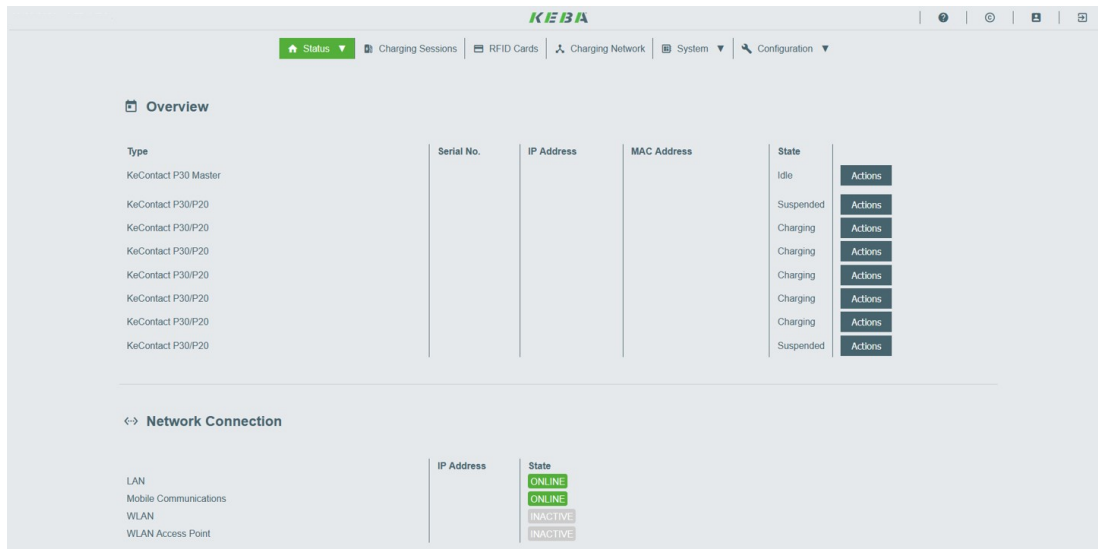 KEBA
Status ▼ Charging Sessions RFID Cards Charging Network System ▼ Configuration ▼
Overview
Type Serial No. IP Address MAC Address State
KeContact P30 Master Idle Actions
KeContact P30/P20 Suspended Actions
KeContact P30/P20 Charging Actions
KeContact P30/P20 Charging Actions
KeContact P30/P20 Charging Actions
KeContact P30/P20 Charging Actions
KeContact P30/P20 Charging Actions
KeContact P30/P20 Suspended Actions
Network Connection
IP Address State
LAN ONLINE
Mobile Communications ONLINE
WLAN INACTIVE
WLAN Access Point INACTIVE